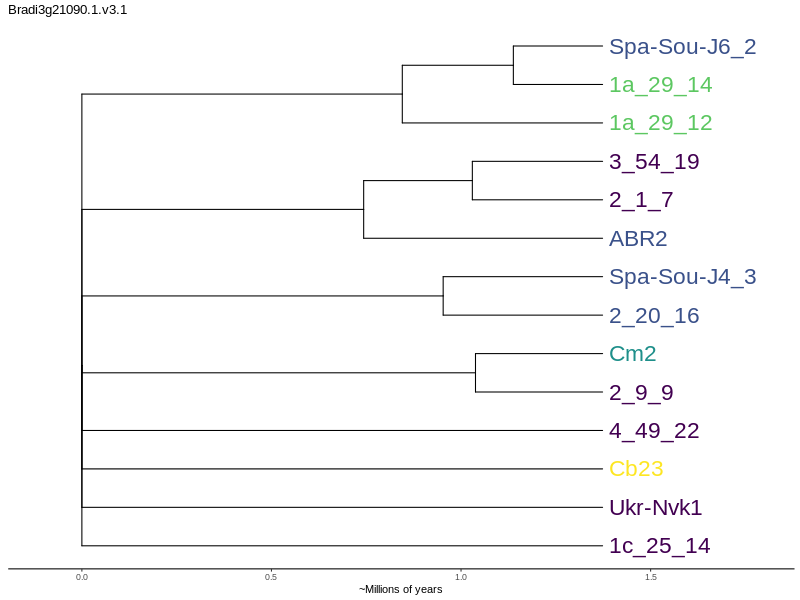 Bradi3g21090.1.v3.1
Spa-Sou-J6_2
1a_29_14
1a_29_12
3_54_19
2_1_7
ABR2
Spa-Sou-J4_3
2_20_16
Cm2
2_9_9
4_49_22
Cb23
Ukr-Nvk1
1c_25_14
0.0 0.5 1.0 1.5
~Millions of years